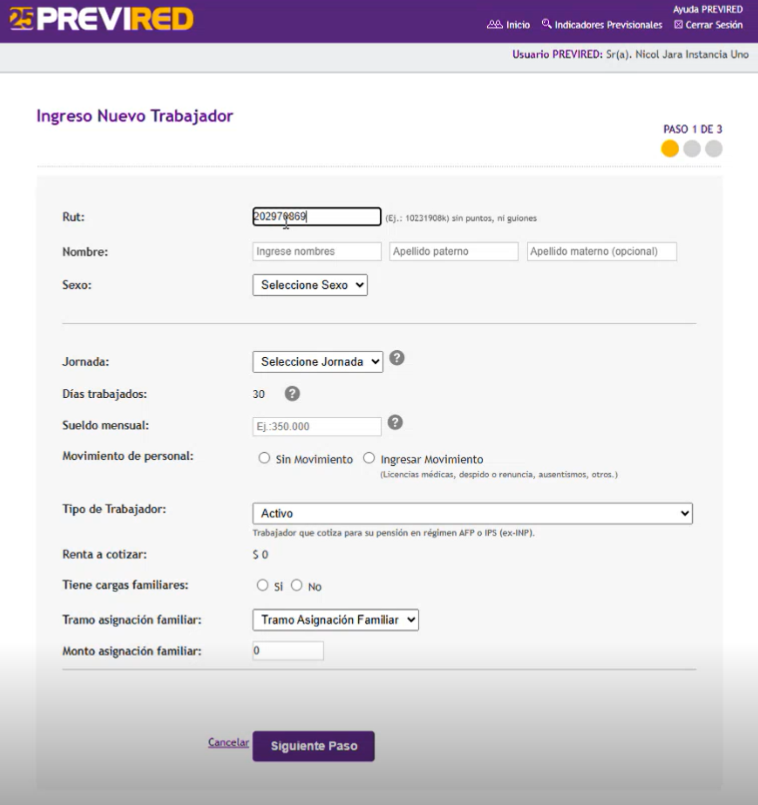 25 PREVIRED
Ayuda PREVIRED
Inicio Indicadores Previsionales Cerrar Sesión
Usuario PREVIRED: Sr(a). Nicol Jara Instancia Uno
Ingreso Nuevo Trabajador
PASO 1 DE 3
Rut: 202970869 (Ej.: 10231908k) sin puntos, ni guiones
Nombre: Ingrese nombres Apellido paterno Apellido materno (opcional)
Sexo: Seleccione Sexo
Jornada: Seleccione Jornada ?
Días trabajados: 30 ?
Sueldo mensual: Ej.:350.000 ?
Movimiento de personal: Sin Movimiento Ingresar Movimiento
(Licencias médicas, despido o renuncia, ausentismos, otros.)
Tipo de Trabajador: Activo
Trabajador que cotiza para su pensión en régimen AFP o IPS (ex-INP).
Renta a cotizar: $ 0
Tiene cargas familiares: Sí No
Tramo asignación familiar: Tramo Asignación Familiar
Monto asignación familiar: 0
Cancelar Siguiente Paso